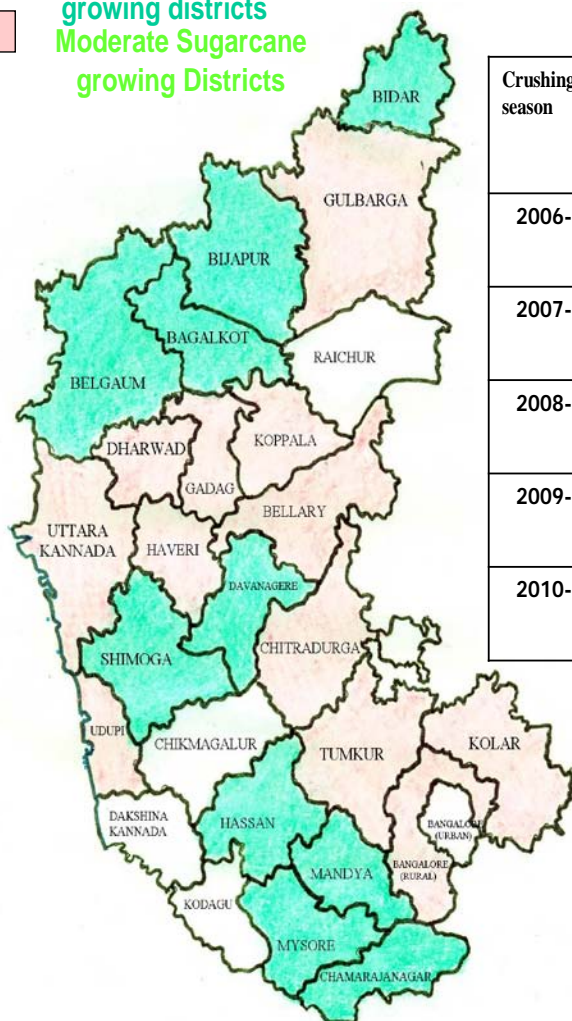 growing districts
Moderate Sugarcane
growing Districts
Crushing
season
2006-
2007-
2008-
2009-
2010-
BIDAR
GULBARGA
BIJAPUR
BAGALKOT
RAICHUR
BELGAUM
DHARWAD
KOPPALA
GADAG
BELLARY
UTTARA
KANNADA
HAVERI
DAVANAGERE
CHITRADURGA
SHIMOGA
UDUPI
CHIKMAGALUR
TUMKUR
KOLAR
DAKSHINA
KANNADA
HASSAN
BANGALORE
(URBAN)
MANDYA
BANGALORE
(RURAL)
KODAGU
MYSORE
CHAMARAJANAGAR